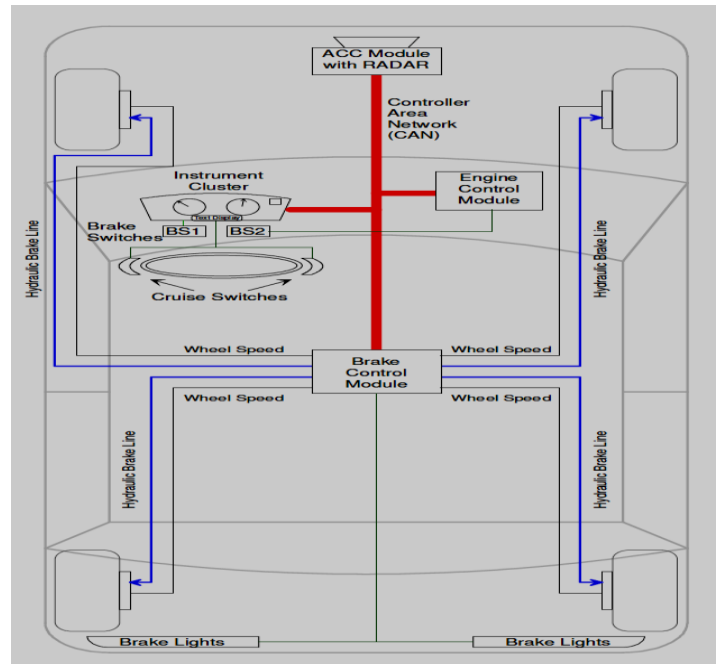 ACC Module
with RADAR
Controller
Area
Network
(CAN)
Instrument
Cluster
Engine
Control
Module
Text Display
Brake
Switches
BS1
BS2
Cruise Switches
Hydraulic Brake Line
Hydraulic Brake Line
Wheel Speed
Wheel Speed
Brake
Control
Module
Wheel Speed
Wheel Speed
Hydraulic Brake Line
Hydraulic Brake Line
Brake Lights
Brake Lights